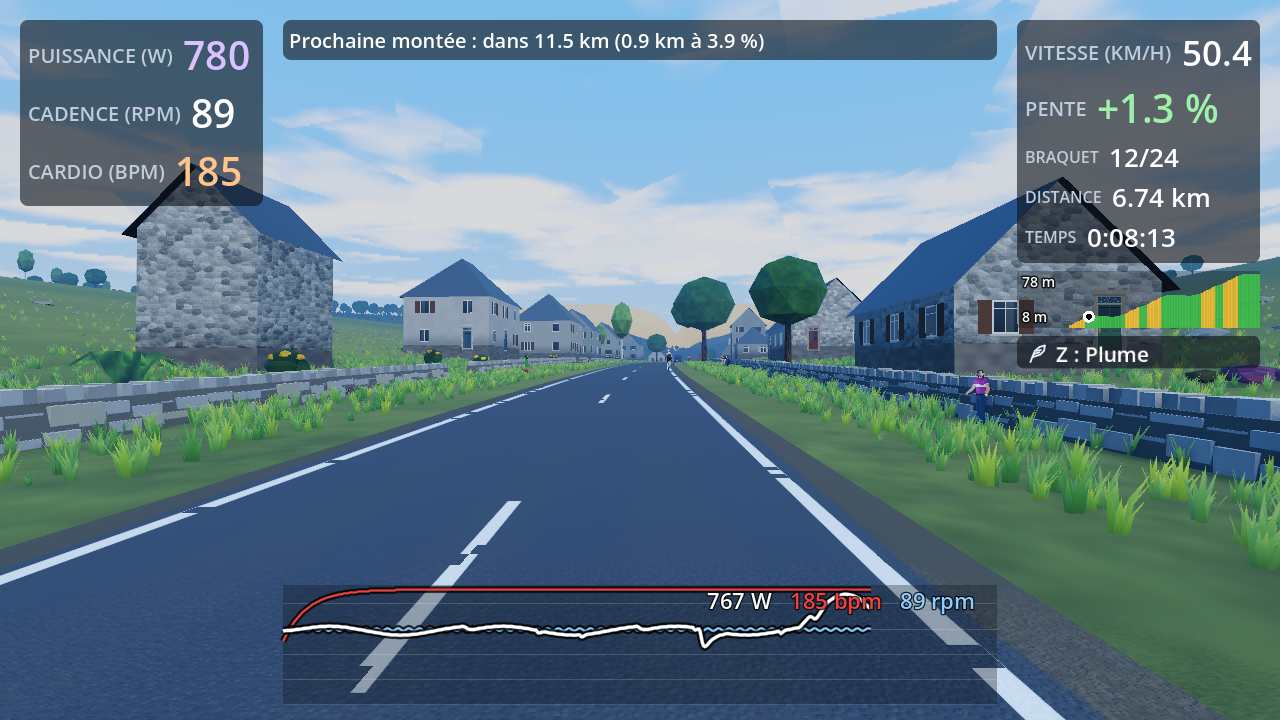 PUISSANCE (W) 780
CADENCE (RPM) 89
CARDIO (BPM) 185
Prochaine montée : dans 11.5 km (0.9 km à 3.9 %)
VITESSE (KM/H) 50.4
PENTE +1.3 %
BRAQUET 12/24
DISTANCE 6.74 km
TEMPS 0:08:13
78 m
8 m
Z : Plume
767 W 185 bpm 89 rpm